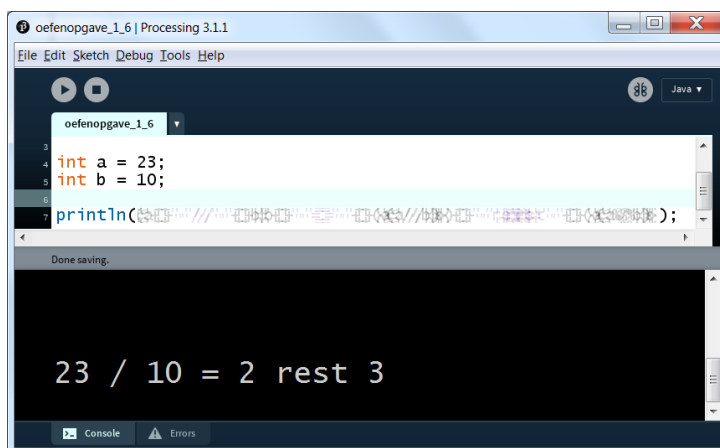 oefenopgave_1_6 | Processing 3.1.1
File Edit Sketch Debug Tools Help
Java ▾
oefenopgave_1_6 ▾
3
4 int a = 23;
5 int b = 10;
6
7 println( );
Done saving.
23 / 10 = 2 rest 3
Console Errors